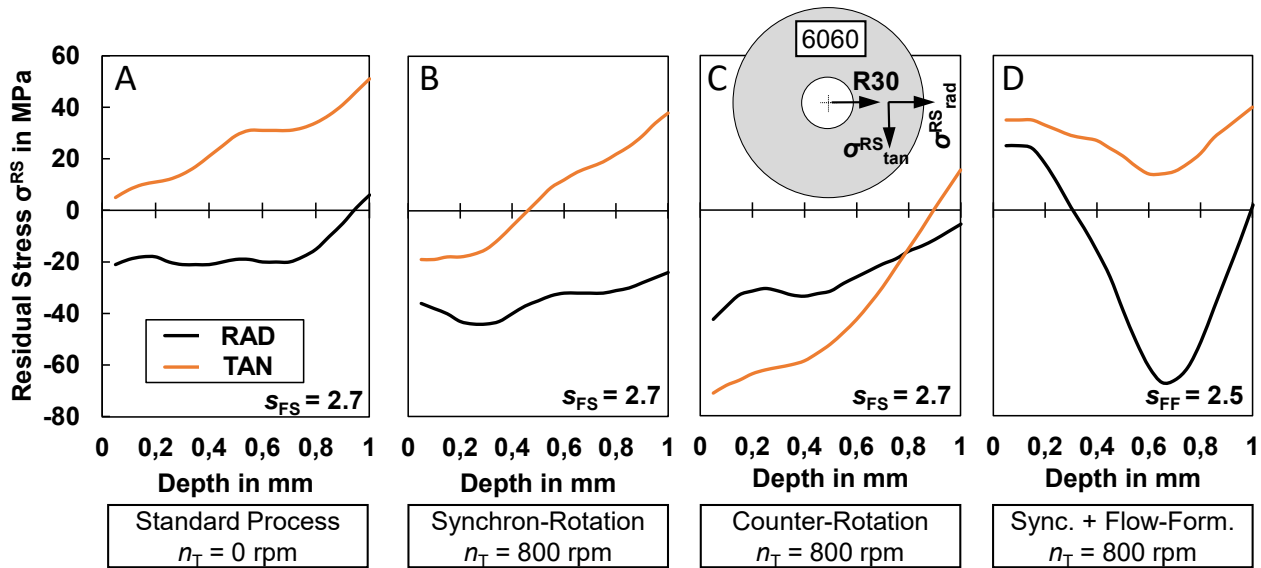 Residual Stress σRS in MPa
60
40
20
0
-20
-40
-60
-80
A
RAD
TAN
sFS = 2.7
0 0,2 0,4 0,6 0,8 1
Depth in mm
Standard Process
nT = 0 rpm
B
sFS = 2.7
0 0,2 0,4 0,6 0,8 1
Depth in mm
Synchron-Rotation
nT = 800 rpm
C
6060
R30
σRS tan
σRS rad
sFS = 2.7
0 0,2 0,4 0,6 0,8 1
Depth in mm
Counter-Rotation
nT = 800 rpm
D
sFF = 2.5
0 0,2 0,4 0,6 0,8 1
Depth in mm
Sync. + Flow-Form.
nT = 800 rpm